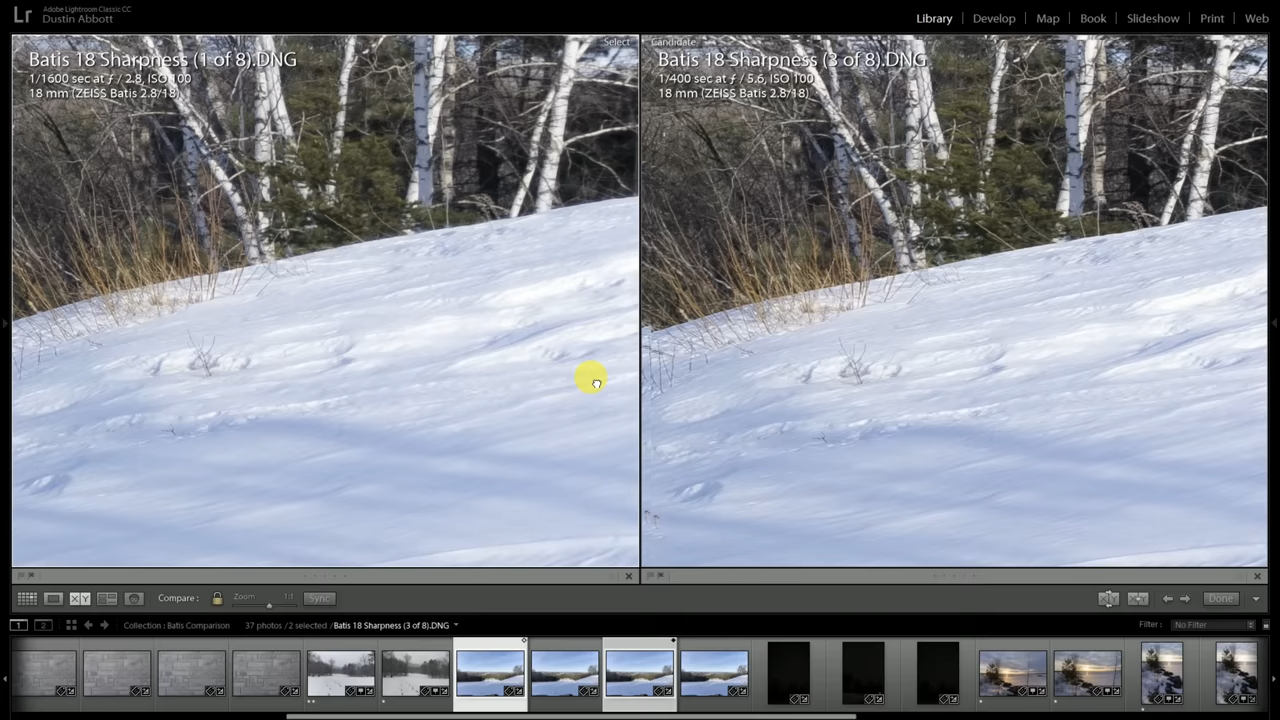 Lr
Adobe Lightroom Classic CC
Dustin Abbott
Library | Develop | Map | Book | Slideshow | Print | Web
Select
Batis 18 Sharpness (1 of 8).DNG
1/1600 sec at ƒ / 2.8, ISO 100
18 mm (ZEISS Batis 2.8/18)
Candidate
Batis 18 Sharpness (3 of 8).DNG
1/400 sec at ƒ / 5.6, ISO 100
18 mm (ZEISS Batis 2.8/18)
XY Compare : Zoom 1:1 Sync Done
1 2 Collection : Batis Comparison 37 photos / 2 selected / Batis 18 Sharpness (3 of 8).DNG Filter : No Filter